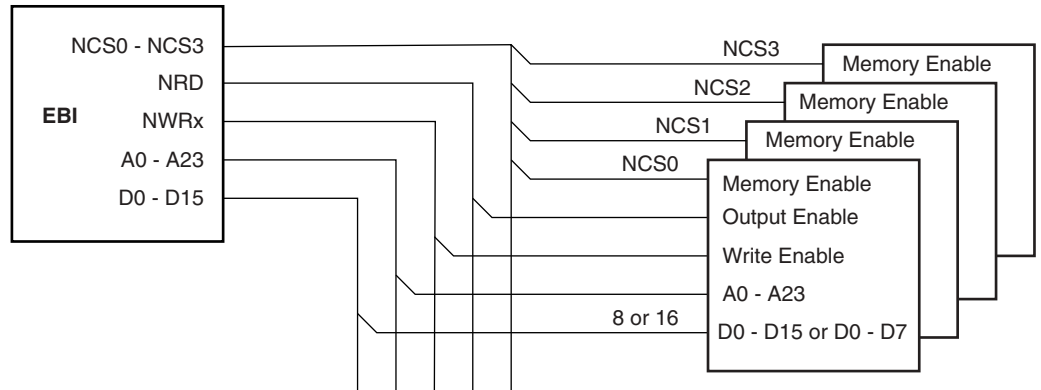 NCS0 - NCS3
NRD
EBI
NWRx
A0 - A23
D0 - D15
NCS3
Memory Enable
NCS2
Memory Enable
NCS1
Memory Enable
NCS0
Memory Enable
Output Enable
Write Enable
A0 - A23
8 or 16
D0 - D15 or D0 - D7